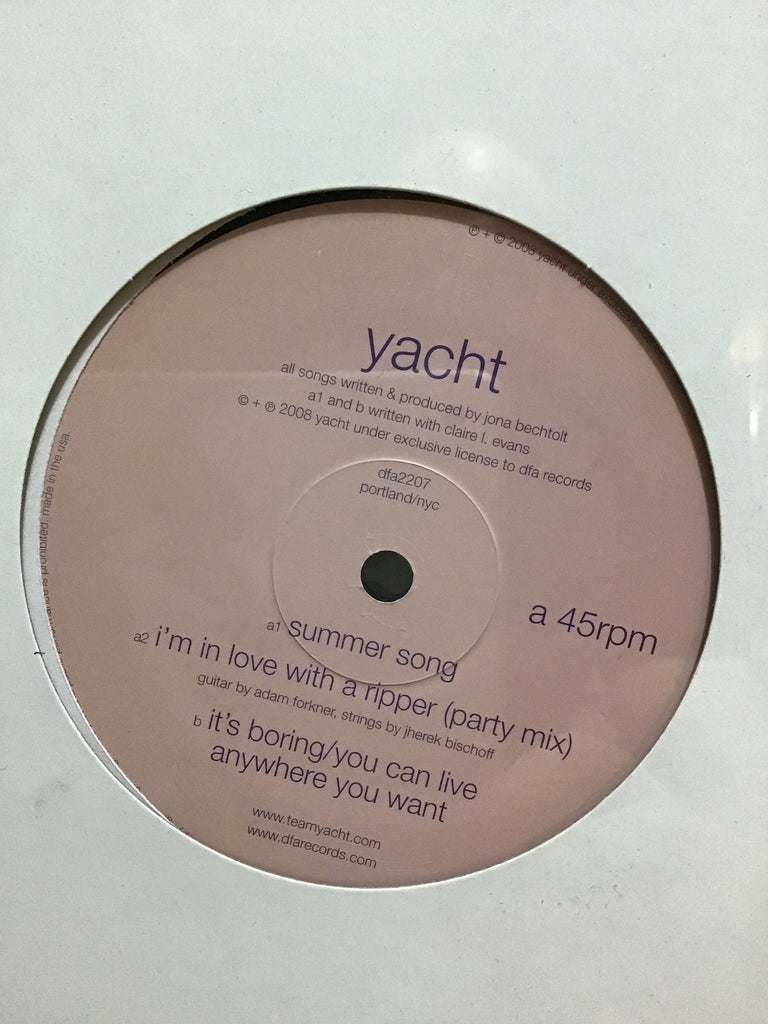 ℗ + © 2008 yacht under exclusive
yacht
all songs written & produced by jona bechtolt
a1 and b written with claire l. evans
© + ℗ 2008 yacht under exclusive license to dfa records
dfa2207
portland/nyc
a 45rpm
a1 summer song
a2 i'm in love with a ripper (party mix)
guitar by adam forkner, strings by jherek bischoff
b it's boring/you can live
anywhere you want
www.teamyacht.com
www.dfarecords.com
is prohibited. made in the usa.